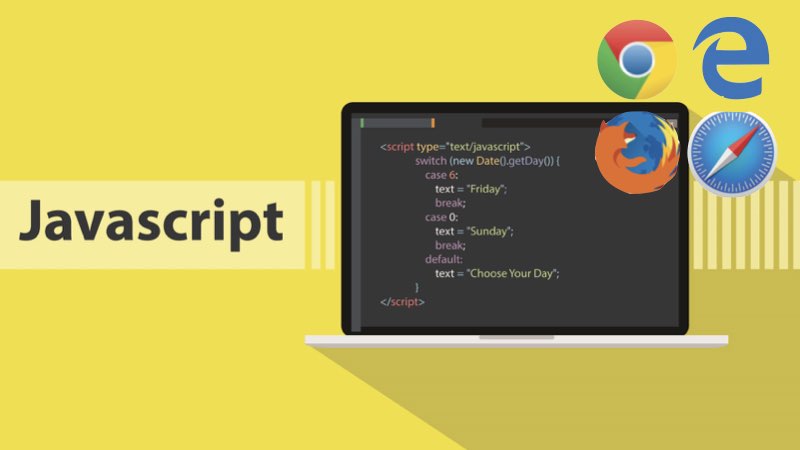 Javascript
<script type="text/javascript">
switch (new Date().getDay()) {
case 6:
text = "Friday";
break;
case 0:
text = "Sunday";
break;
default:
text = "Choose Your Day";
}
</script>